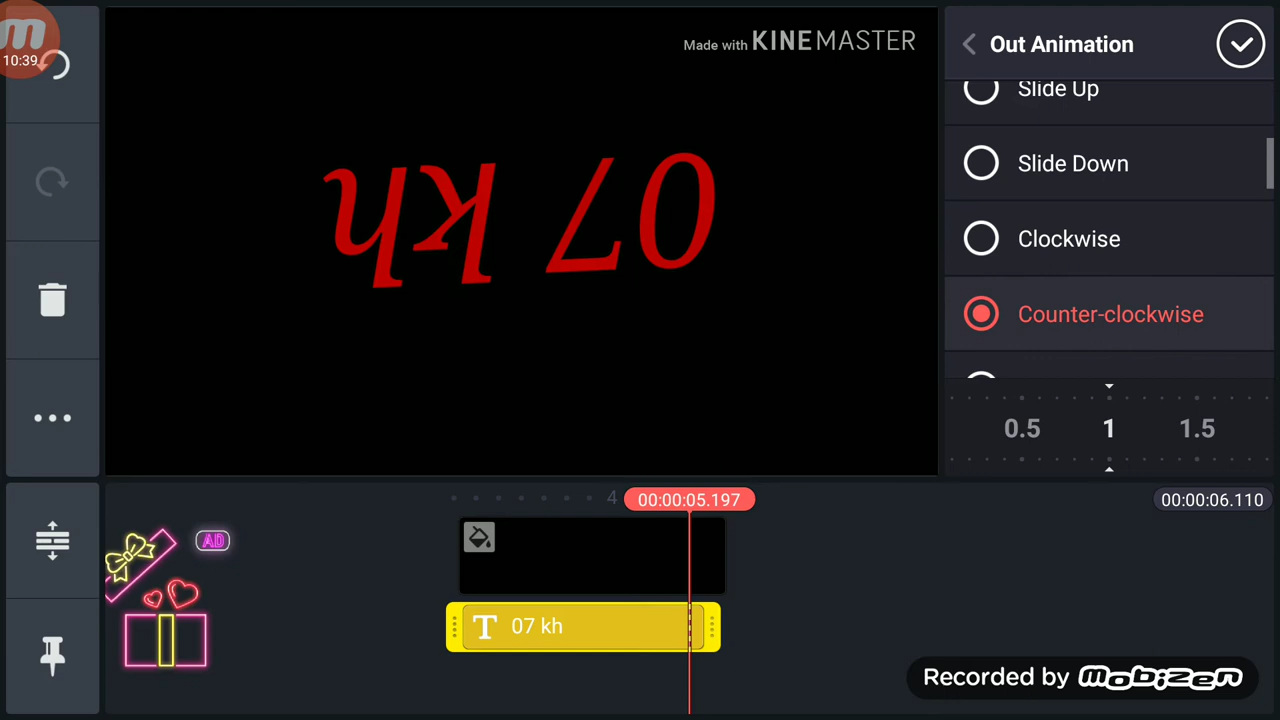 10:39
Made with KINEMASTER
07 kh
Out Animation
Slide Up
Slide Down
Clockwise
Counter-clockwise
0.5 1 1.5
4
00:00:05.197
00:00:06.110
AD
T 07 kh
Recorded by mobizen